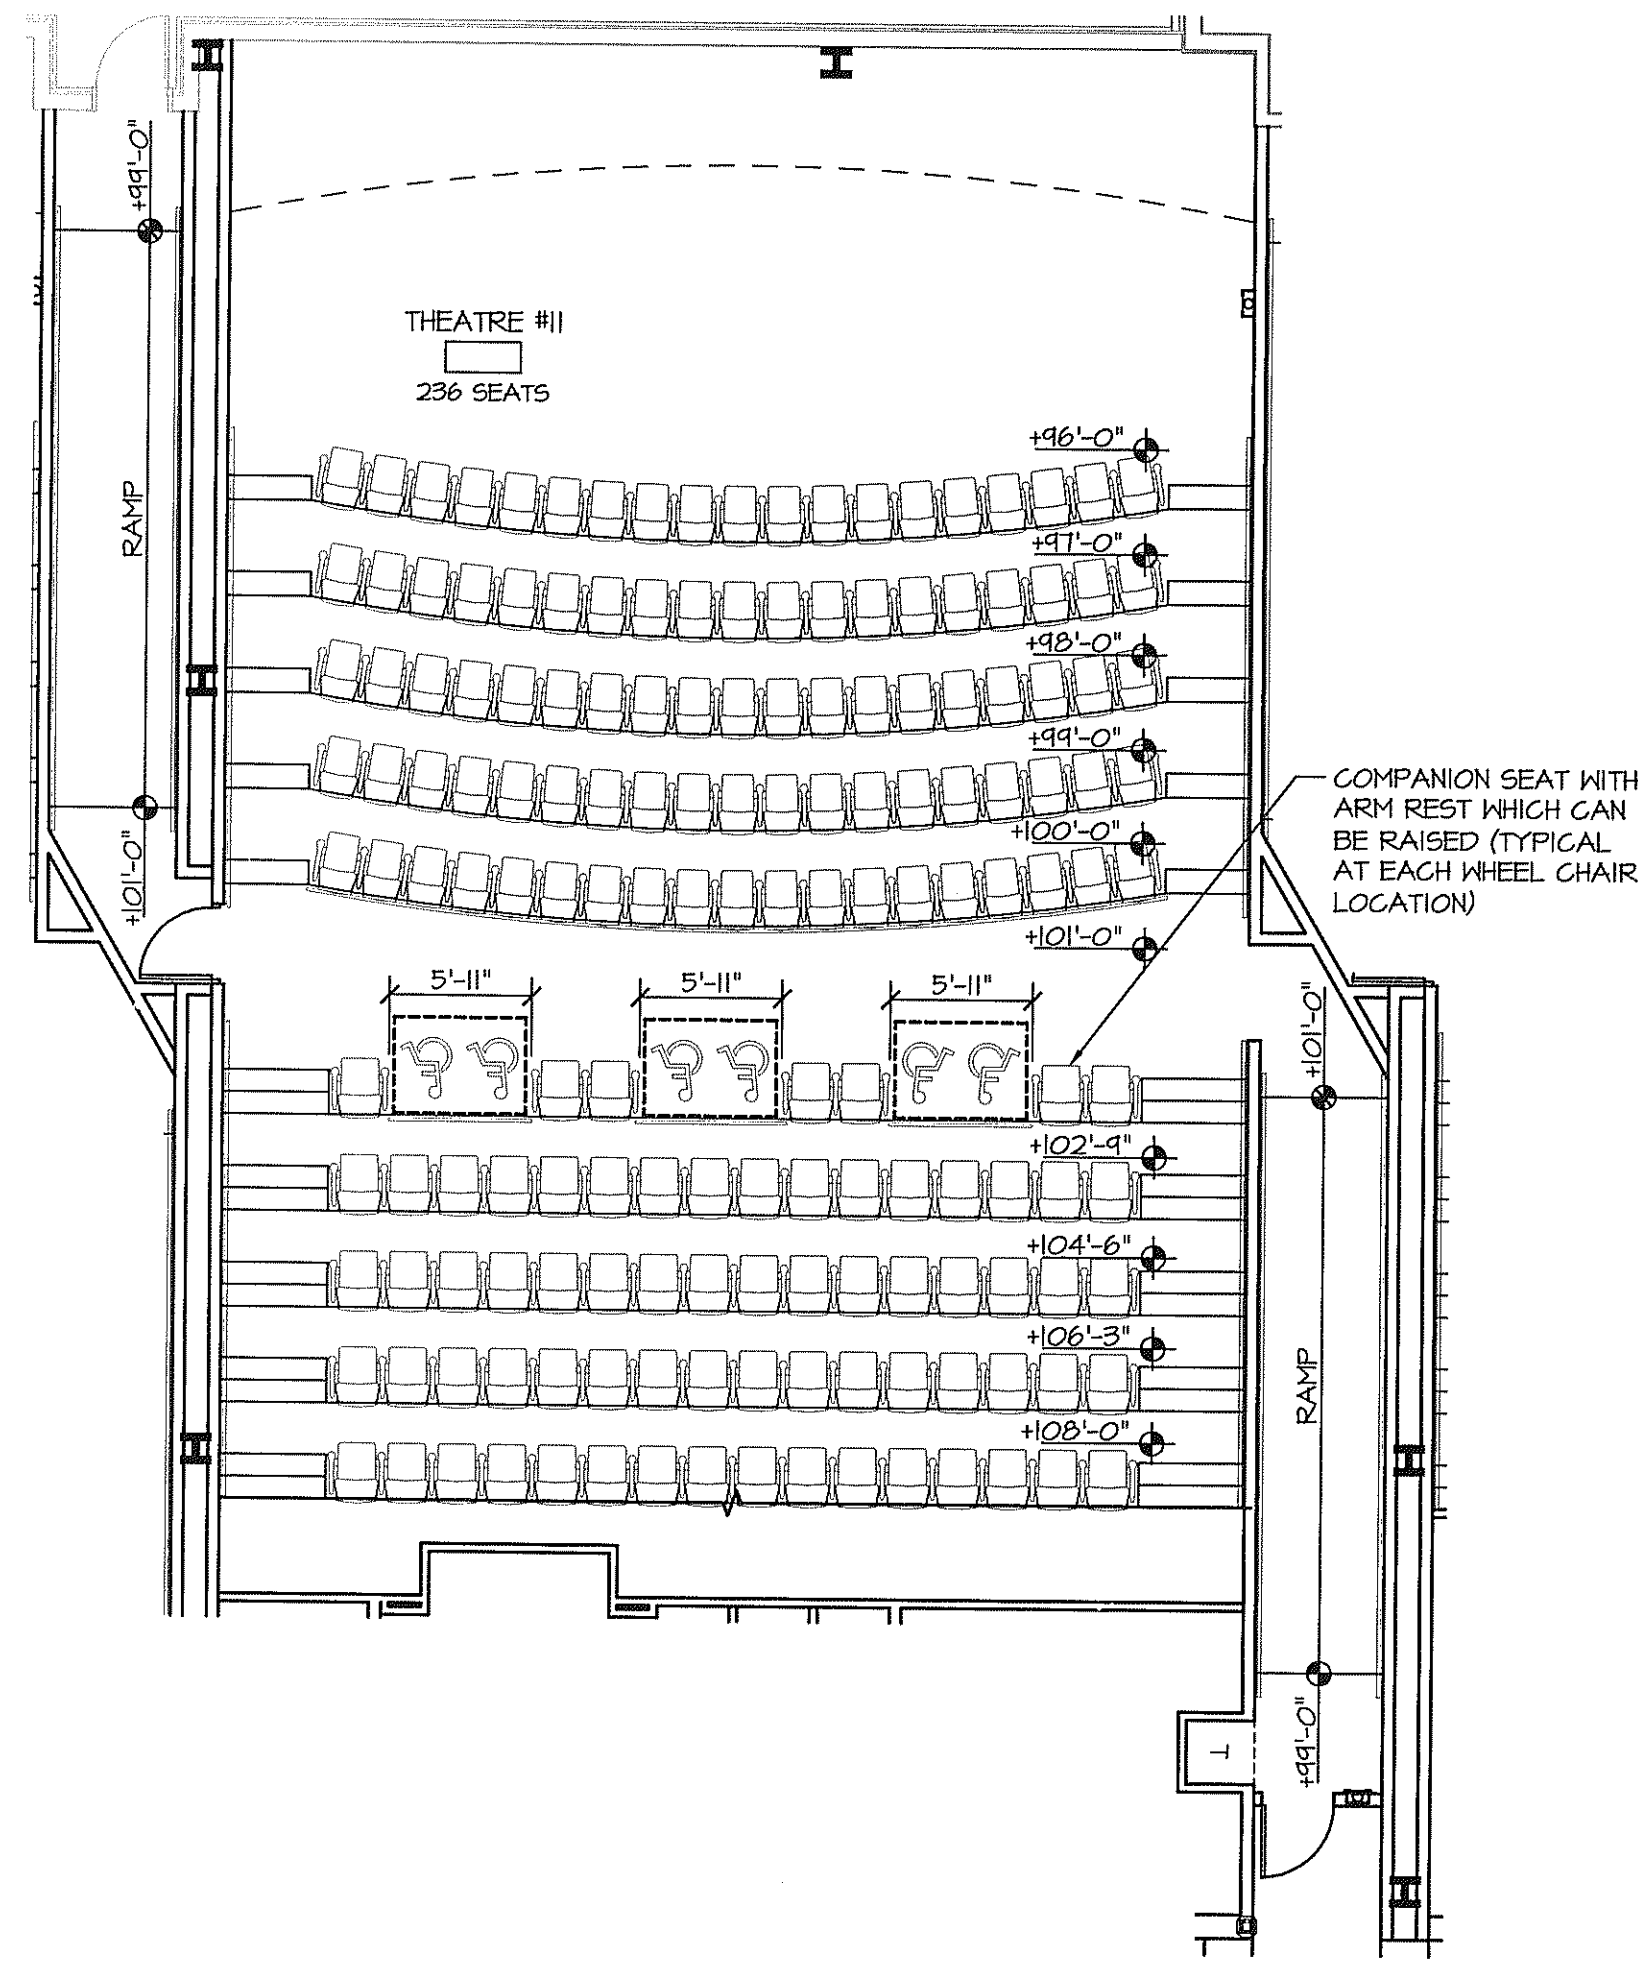 +99'-0"
THEATRE #11
236 SEATS
+96'-0"
+97'-0"
RAMP
+98'-0"
+99'-0"
COMPANION SEAT WITH
ARM REST WHICH CAN
BE RAISED (TYPICAL
AT EACH WHEEL CHAIR
LOCATION)
+100'-0"
+101'-0"
+101'-0"
5'-11"
5'-11"
5'-11"
+101'-0"
+102'-9"
+104'-6"
+106'-3"
RAMP
+108'-0"
+99'-0"
T